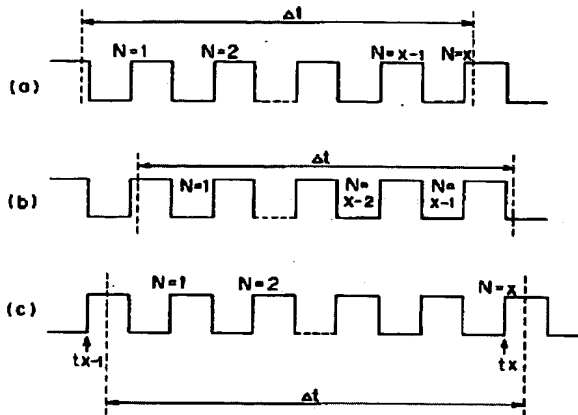 Δt
N=1 N=2 N=x-1 N=x
(a)
Δt
N=1 N= x-2 N= x-1
(b)
N=1 N=2 N=x
(c)
tx-1 tx
Δt